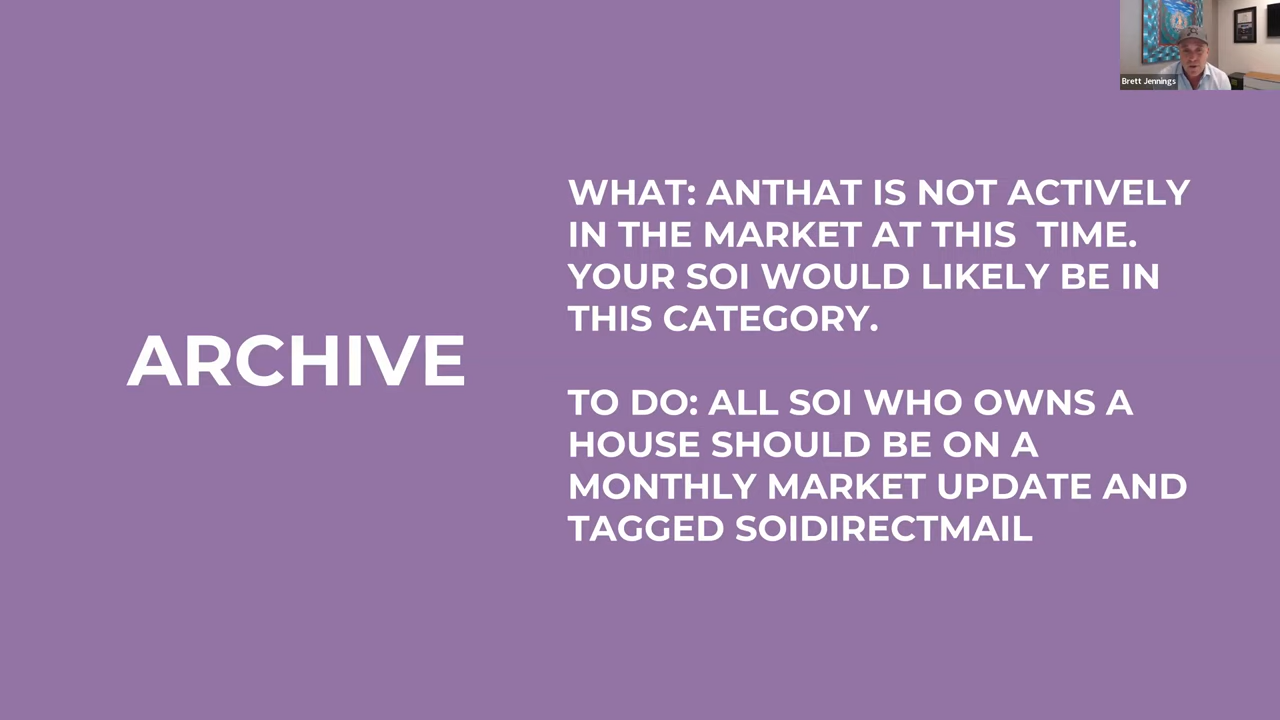 Brett Jennings
WHAT: ANTHAT IS NOT ACTIVELY
IN THE MARKET AT THIS  TIME.
YOUR SOI WOULD LIKELY BE IN
THIS CATEGORY.
ARCHIVE
TO DO: ALL SOI WHO OWNS A
HOUSE SHOULD BE ON A
MONTHLY MARKET UPDATE AND
TAGGED SOIDIRECTMAIL